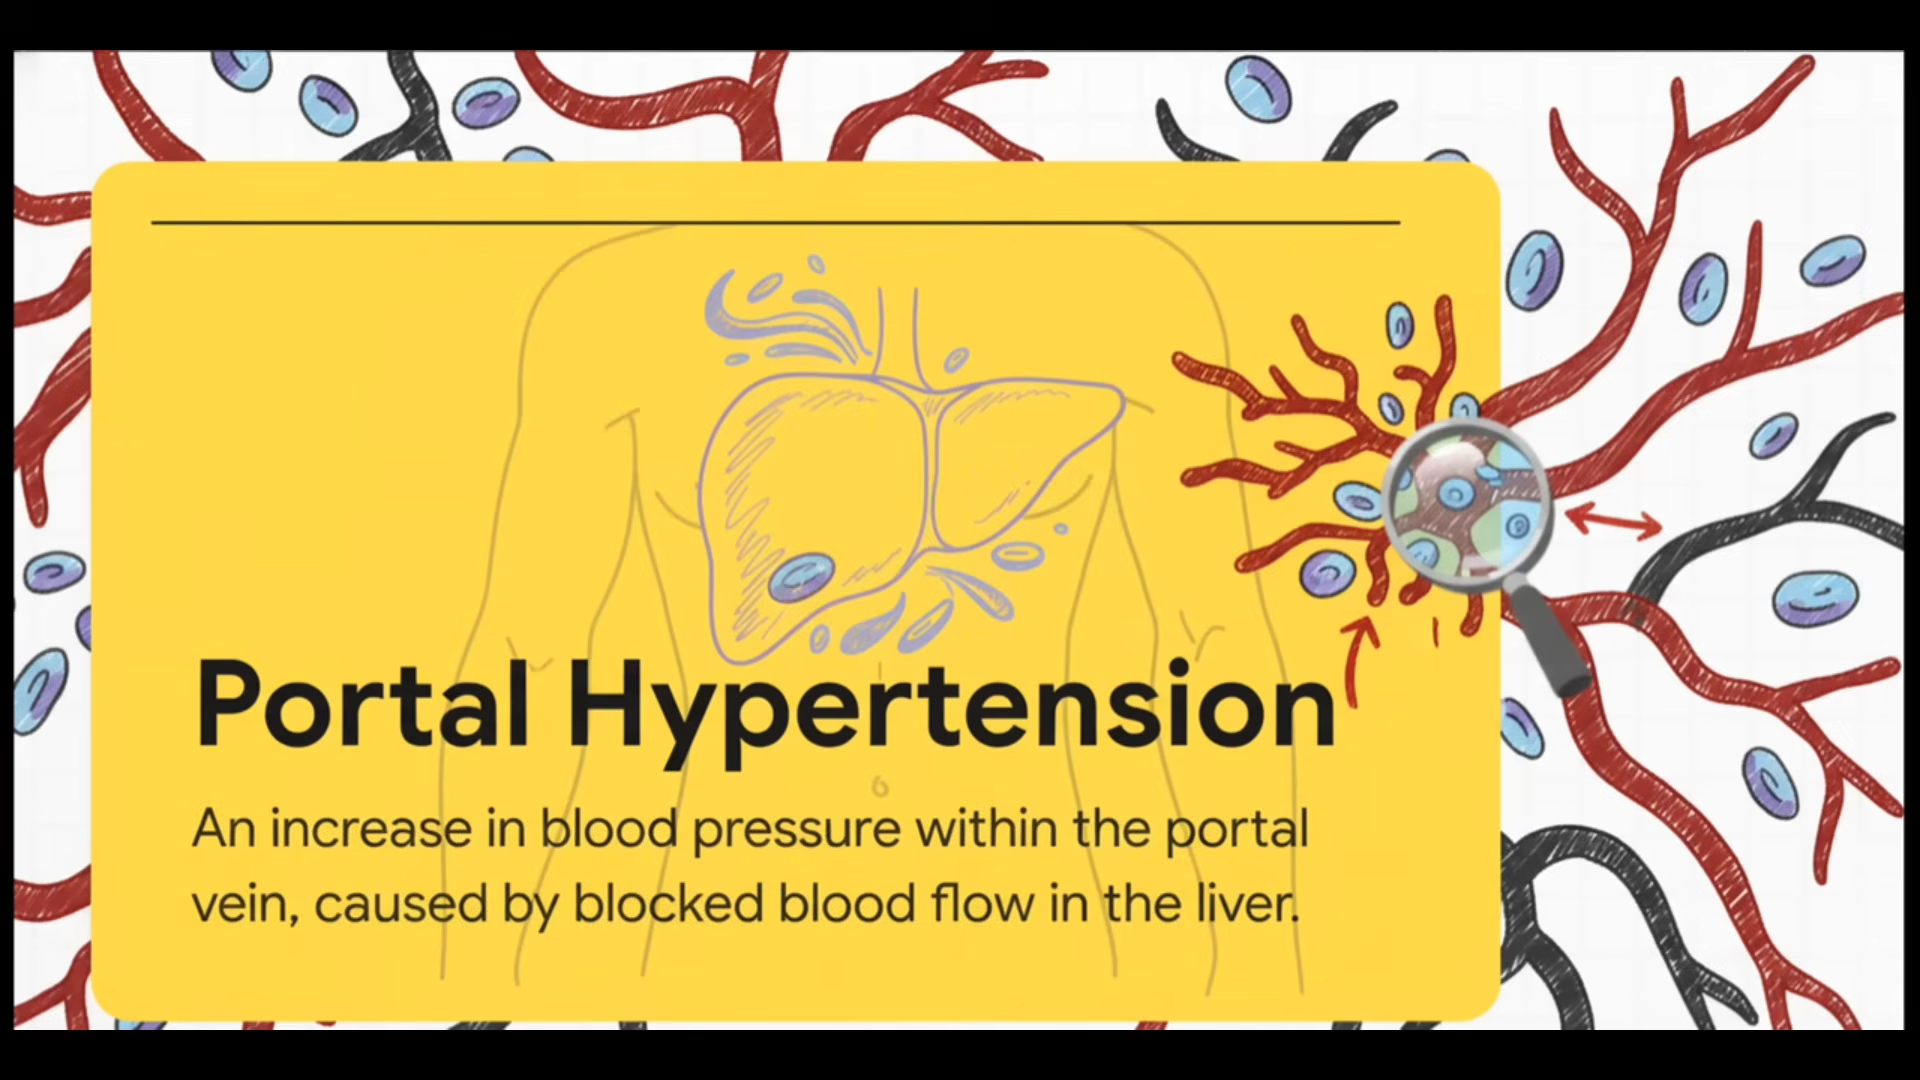 Portal Hypertension
An increase in blood pressure within the portal
vein, caused by blocked blood flow in the liver.